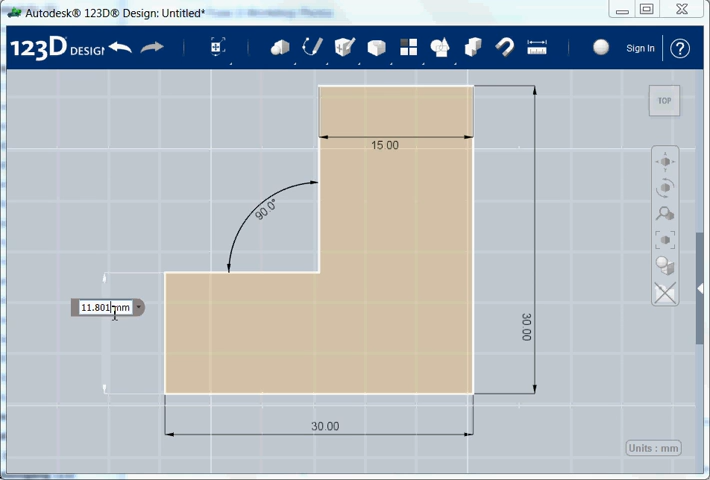 Autodesk® 123D® Design: Untitled*
123D DESIGN
Sign In
?
TOP
15.00
90.0°
11.801 mm
30.00
30.00
Units : mm